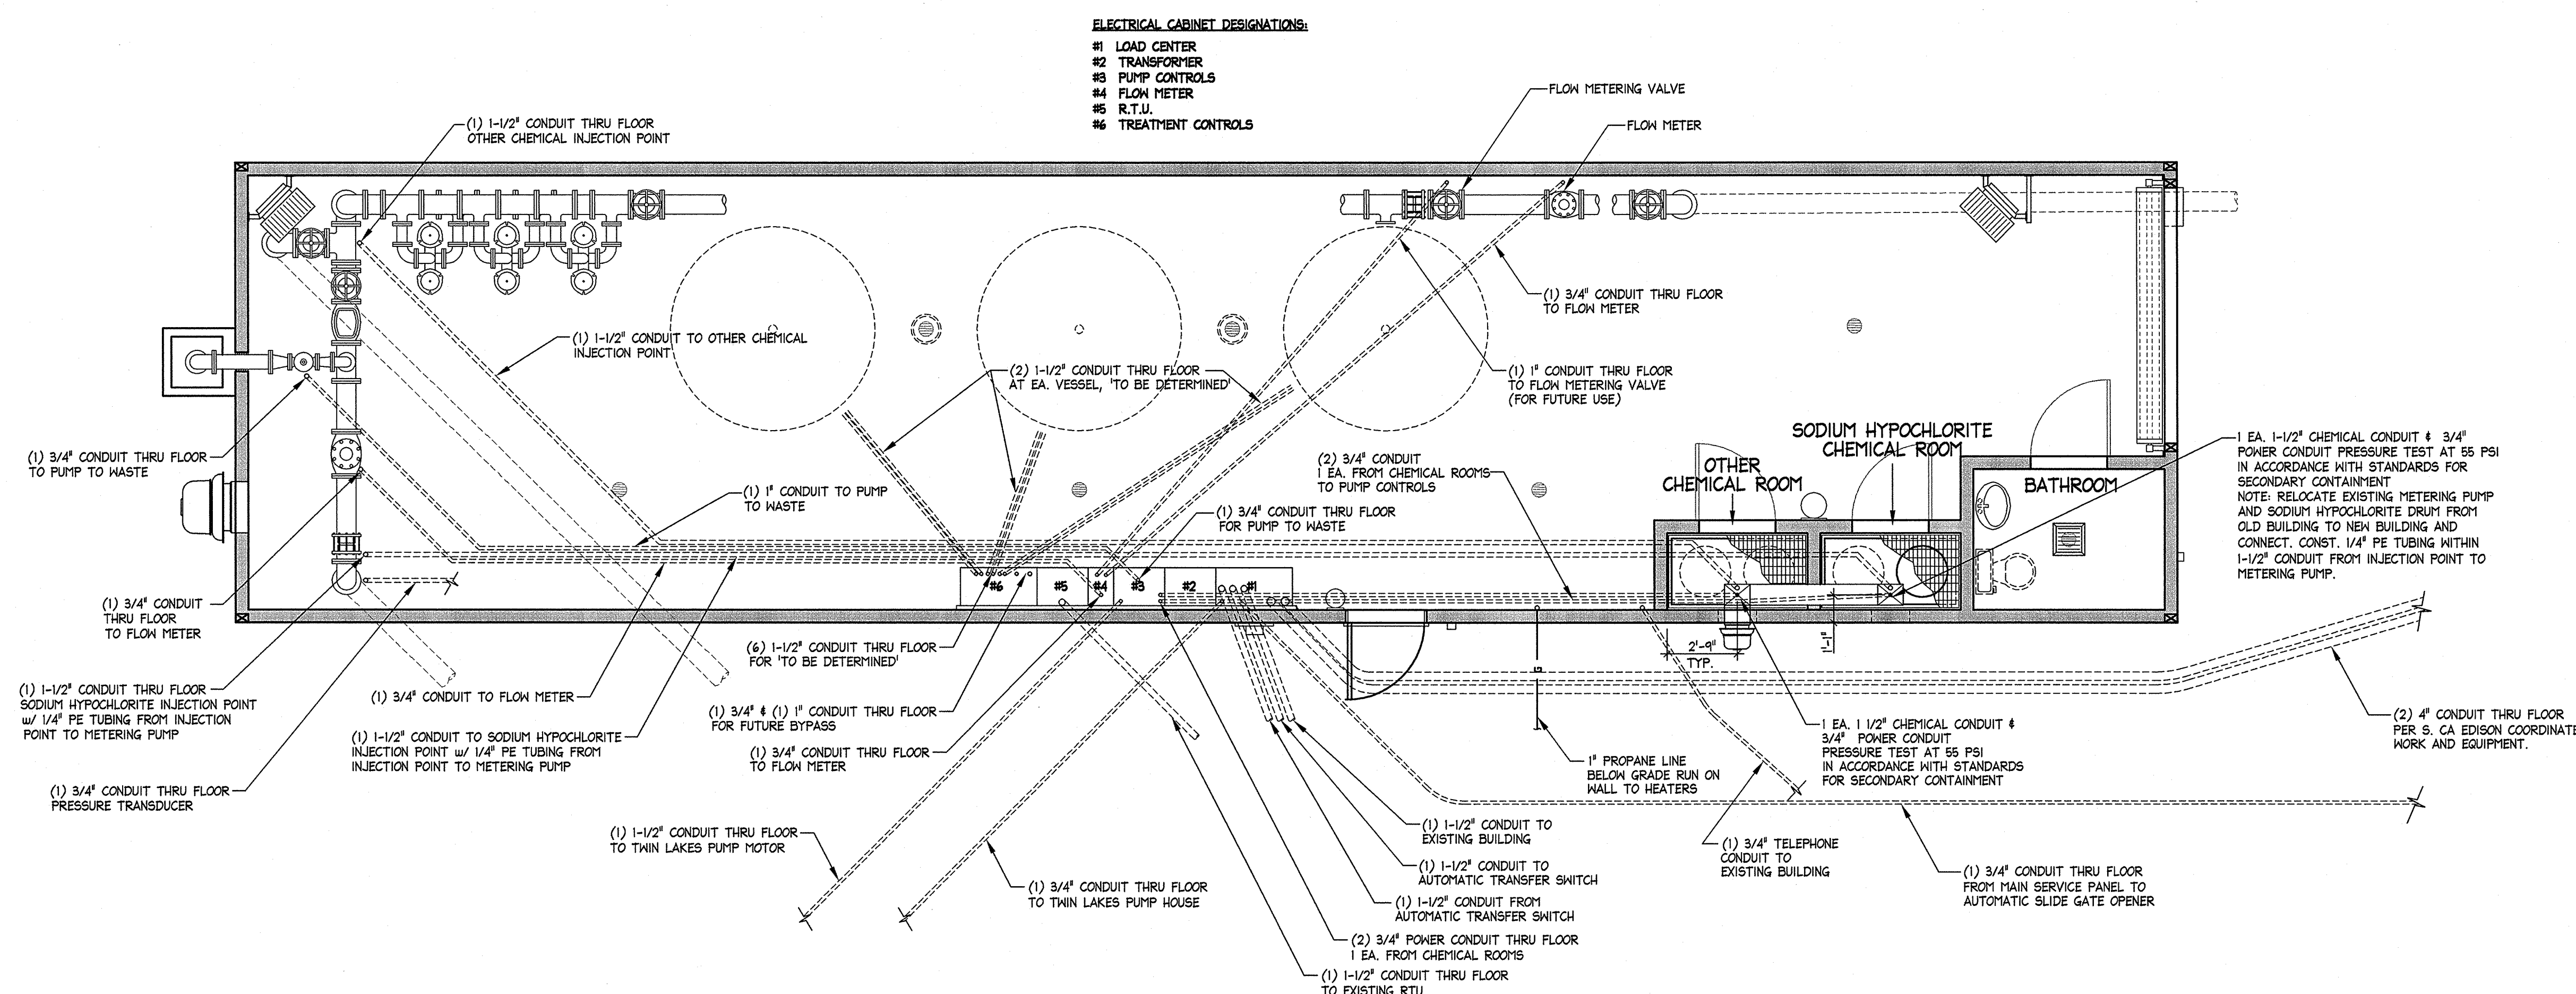 ELECTRICAL CABINET DESIGNATIONS:
#1 LOAD CENTER
#2 TRANSFORMER
#3 PUMP CONTROLS
#4 FLOW METER
#5 R.T.U.
#6 TREATMENT CONTROLS
FLOW METERING VALVE
FLOW METER
(1) 1-1/2" CONDUIT THRU FLOOR
OTHER CHEMICAL INJECTION POINT
(1) 3/4" CONDUIT THRU FLOOR
TO FLOW METER
(1) 1-1/2" CONDUIT TO OTHER CHEMICAL
INJECTION POINT
(2) 1-1/2" CONDUIT THRU FLOOR
AT EA. VESSEL, 'TO BE DETERMINED'
(1) 1" CONDUIT THRU FLOOR
TO FLOW METERING VALVE
(FOR FUTURE USE)
(1) 3/4" CONDUIT THRU FLOOR
TO PUMP TO WASTE
(2) 3/4" CONDUIT
1 EA. FROM CHEMICAL ROOMS
TO PUMP CONTROLS
OTHER
CHEMICAL ROOM
SODIUM HYPOCHLORITE
CHEMICAL ROOM
BATHROOM
1 EA. 1-1/2" CHEMICAL CONDUIT & 3/4"
POWER CONDUIT PRESSURE TEST AT 55 PSI
IN ACCORDANCE WITH STANDARDS FOR
SECONDARY CONTAINMENT
NOTE: RELOCATE EXISTING METERING PUMP
AND SODIUM HYPOCHLORITE DRUM FROM
OLD BUILDING TO NEW BUILDING AND
CONNECT. CONST. 1/4" PE TUBING WITHIN
1-1/2" CONDUIT FROM INJECTION POINT TO
METERING PUMP.
(1) 1" CONDUIT TO PUMP
TO WASTE
(1) 3/4" CONDUIT THRU FLOOR
FOR PUMP TO WASTE
#6
#5
#4
#3
#2
#1
(1) 3/4" CONDUIT
THRU FLOOR
TO FLOW METER
(6) 1-1/2" CONDUIT THRU FLOOR
FOR 'TO BE DETERMINED'
2'-9"
TYP.
1'-1"
G
(1) 1-1/2" CONDUIT THRU FLOOR
SODIUM HYPOCHLORITE INJECTION POINT
w/ 1/4" PE TUBING FROM INJECTION
POINT TO METERING PUMP
(1) 3/4" CONDUIT TO FLOW METER
(1) 3/4" & (1) 1" CONDUIT THRU FLOOR
FOR FUTURE BYPASS
(1) 1-1/2" CONDUIT TO SODIUM HYPOCHLORITE
INJECTION POINT w/ 1/4" PE TUBING FROM
INJECTION POINT TO METERING PUMP
(1) 3/4" CONDUIT THRU FLOOR
TO FLOW METER
1" PROPANE LINE
BELOW GRADE RUN ON
WALL TO HEATERS
1 EA. 1 1/2" CHEMICAL CONDUIT &
3/4" POWER CONDUIT
PRESSURE TEST AT 55 PSI
IN ACCORDANCE WITH STANDARDS
FOR SECONDARY CONTAINMENT
(2) 4" CONDUIT THRU FLOOR
PER S. CA EDISON COORDINATE
WORK AND EQUIPMENT.
(1) 3/4" CONDUIT THRU FLOOR
PRESSURE TRANSDUCER
(1) 1-1/2" CONDUIT THRU FLOOR
TO TWIN LAKES PUMP MOTOR
(1) 3/4" CONDUIT THRU FLOOR
TO TWIN LAKES PUMP HOUSE
(1) 1-1/2" CONDUIT TO
EXISTING BUILDING
(1) 1-1/2" CONDUIT TO
AUTOMATIC TRANSFER SWITCH
(1) 1-1/2" CONDUIT FROM
AUTOMATIC TRANSFER SWITCH
(2) 3/4" POWER CONDUIT THRU FLOOR
1 EA. FROM CHEMICAL ROOMS
(1) 1-1/2" CONDUIT THRU FLOOR
TO EXISTING RTU
(1) 3/4" TELEPHONE
CONDUIT TO
EXISTING BUILDING
(1) 3/4" CONDUIT THRU FLOOR
FROM MAIN SERVICE PANEL TO
AUTOMATIC SLIDE GATE OPENER